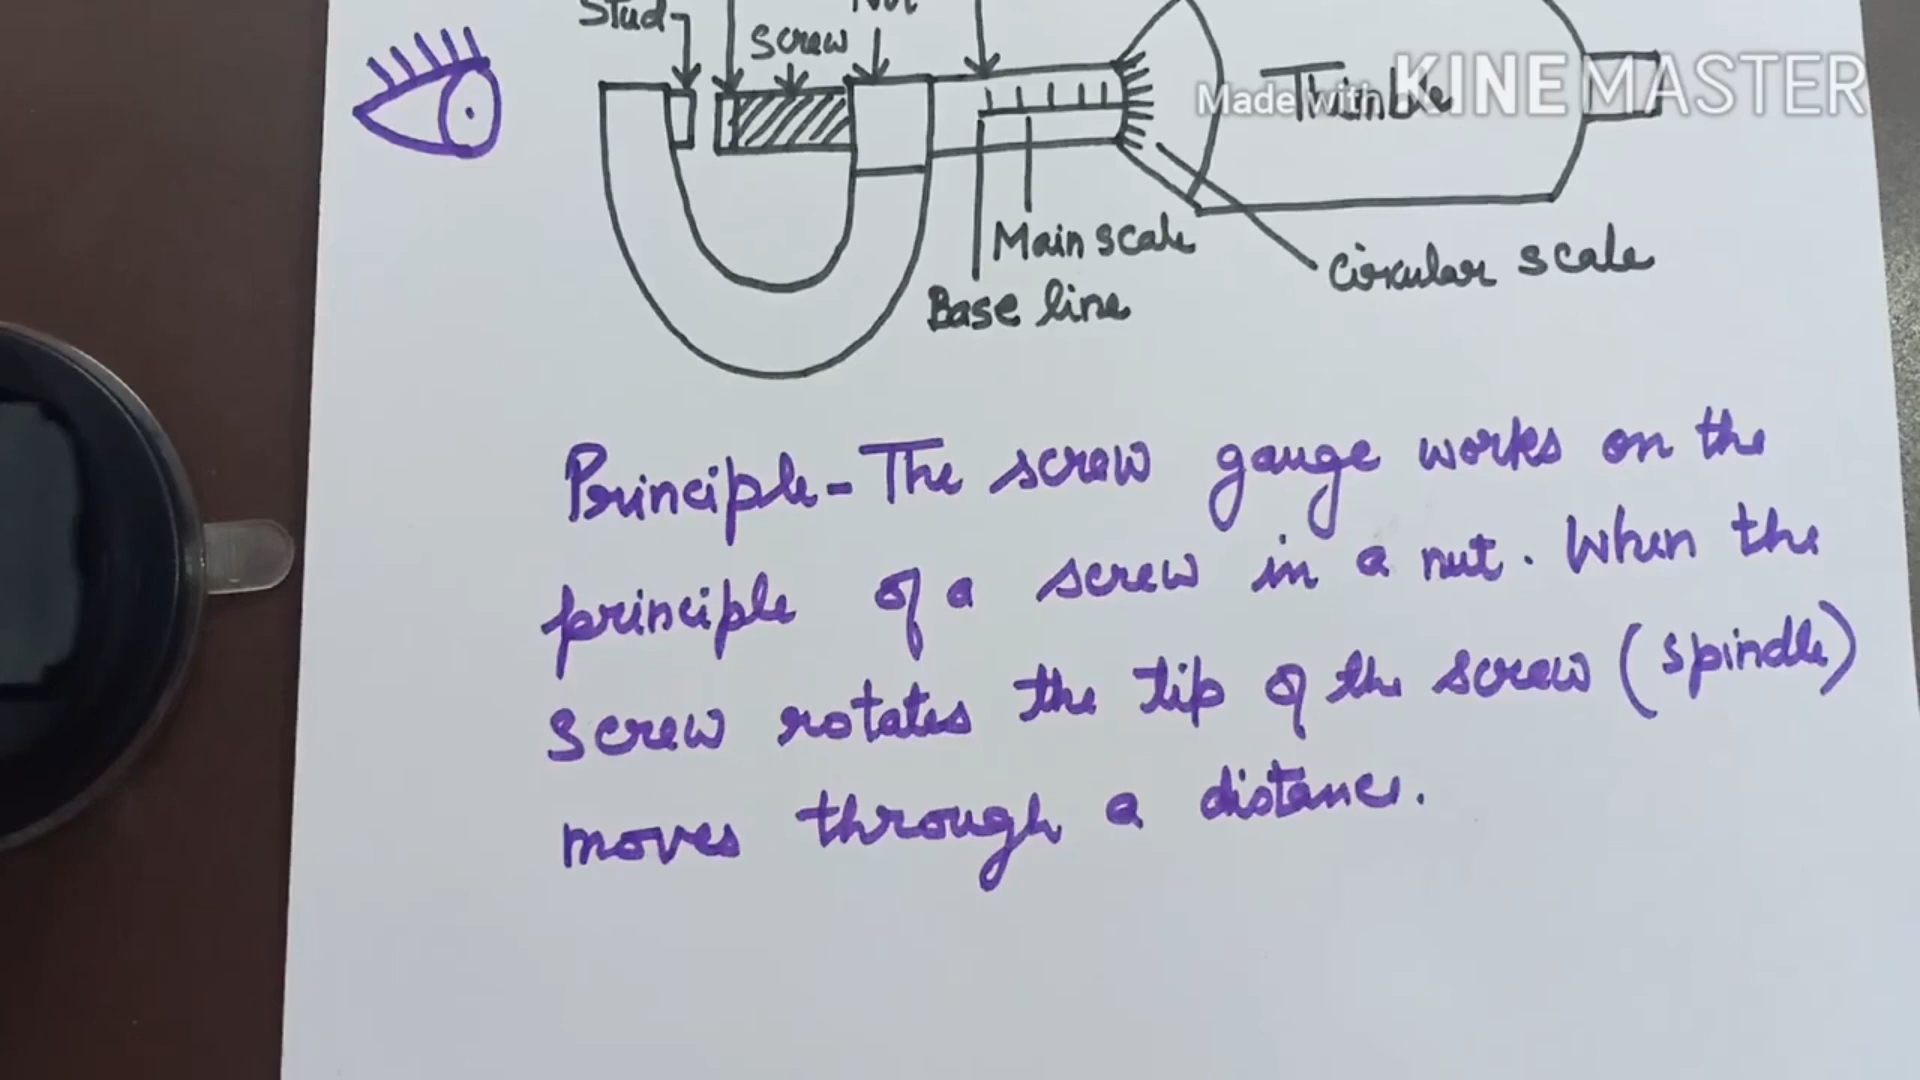 Stud
Nut
Screw
Thimble
Made with KINEMASTER
Main scale
Circular scale
Base line
Principle - The screw gauge works on the
principle of a screw in a nut. When the
screw rotates the tip of the screw (spindle)
moves through a distance.